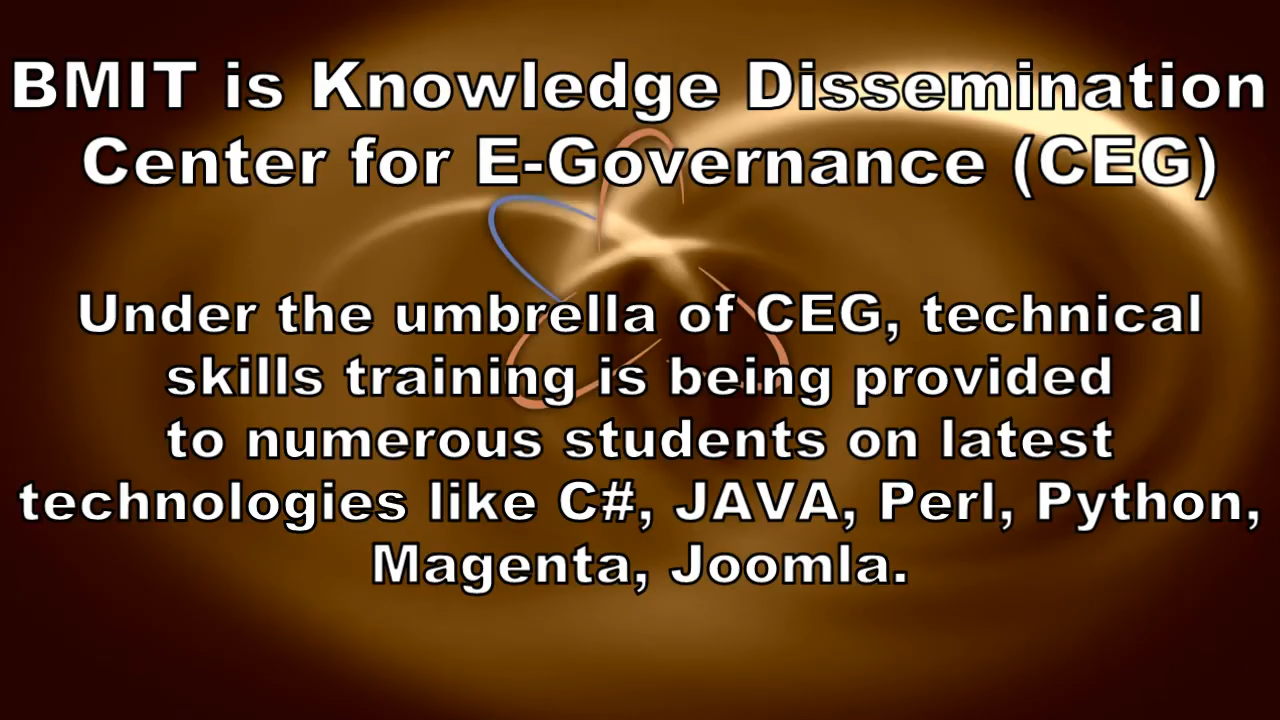 BMIT is Knowledge Dissemination
Center for E-Governance (CEG)
Under the umbrella of CEG, technical
skills training is being provided
to numerous students on latest
technologies like C#, JAVA, Perl, Python,
Magenta, Joomla.